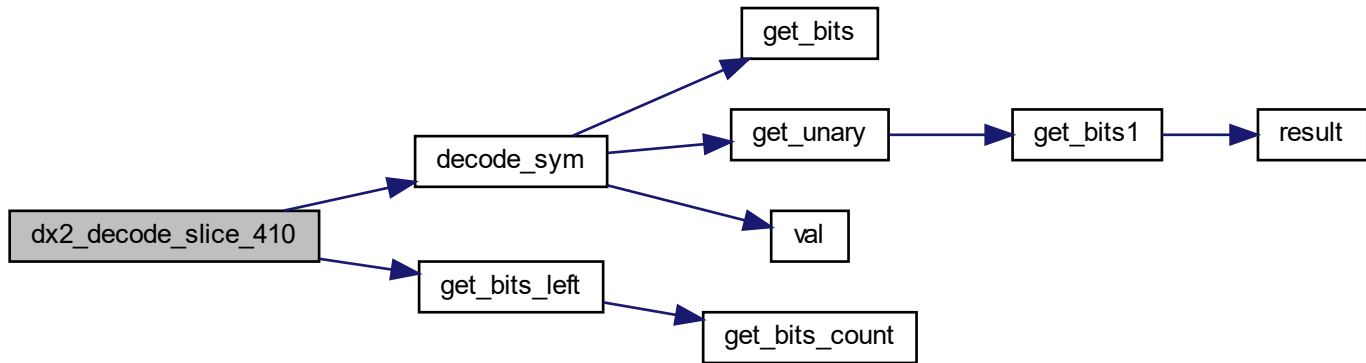 get_bits
get_unary
get_bits1
result
decode_sym
val
dx2_decode_slice_410
get_bits_left
get_bits_count